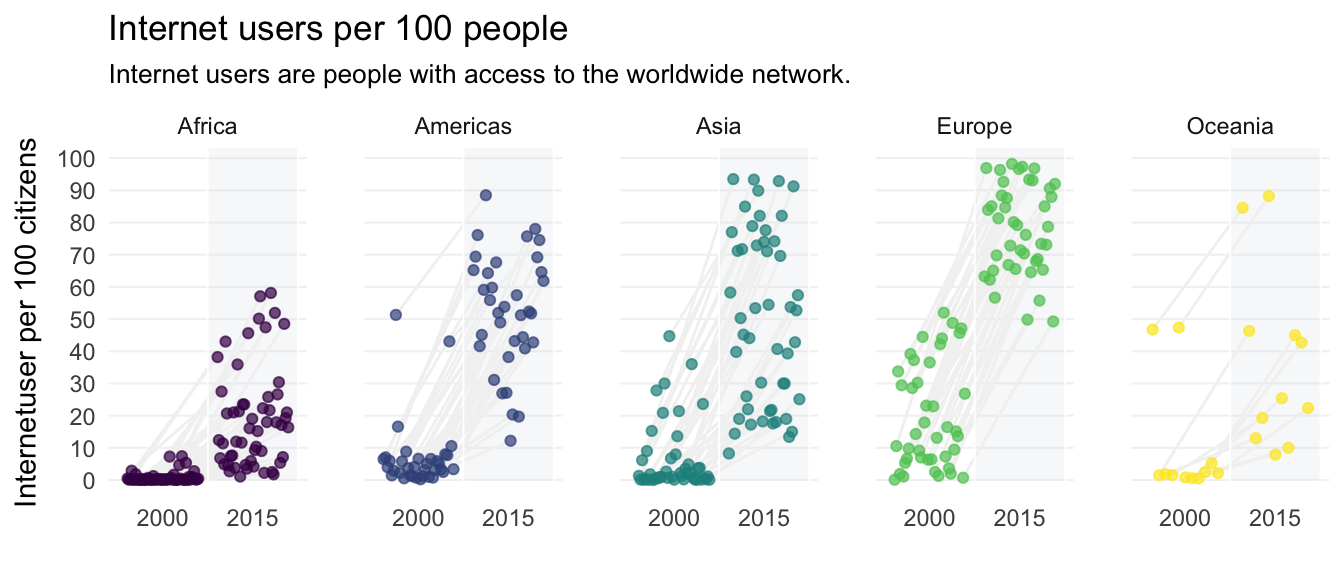 Internet users per 100 people
Internet users are people with access to the worldwide network.
Africa Americas Asia Europe Oceania
Internetuser per 100 citizens
100
90
80
70
60
50
40
30
20
10
0
2000 2015 2000 2015 2000 2015 2000 2015 2000 2015